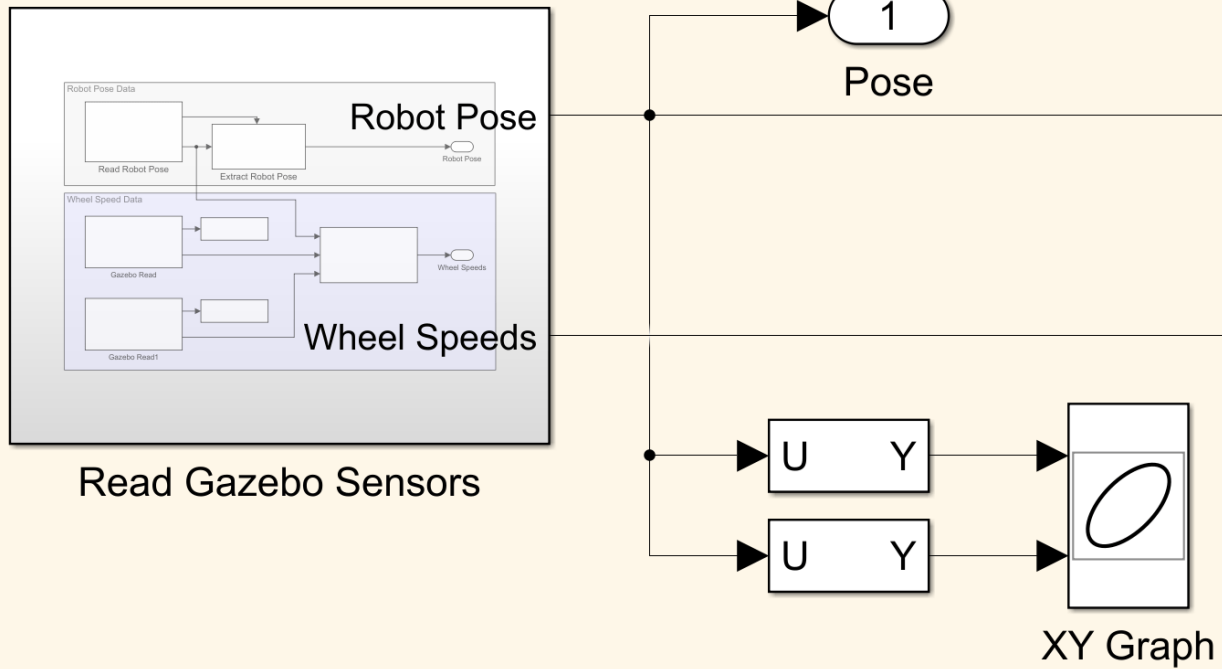 1
Pose
Robot Pose Data
Robot Pose
Read Robot Pose
Extract Robot Pose
Robot Pose
Wheel Speed Data
Gazebo Read
Wheel Speeds
Gazebo Read1
Wheel Speeds
Read Gazebo Sensors
U Y
U Y
XY Graph